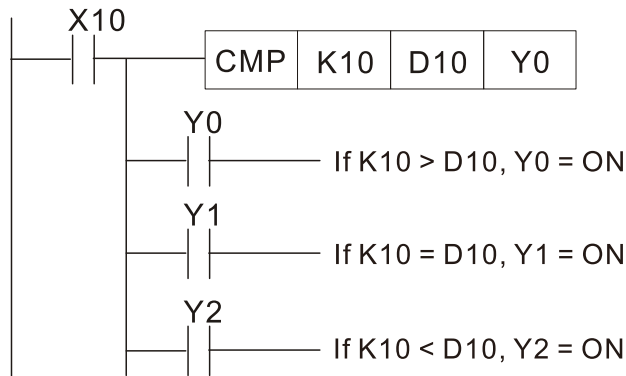 X10
CMP K10 D10 Y0
Y0
If K10 > D10, Y0 = ON
Y1
If K10 = D10, Y1 = ON
Y2
If K10 < D10, Y2 = ON